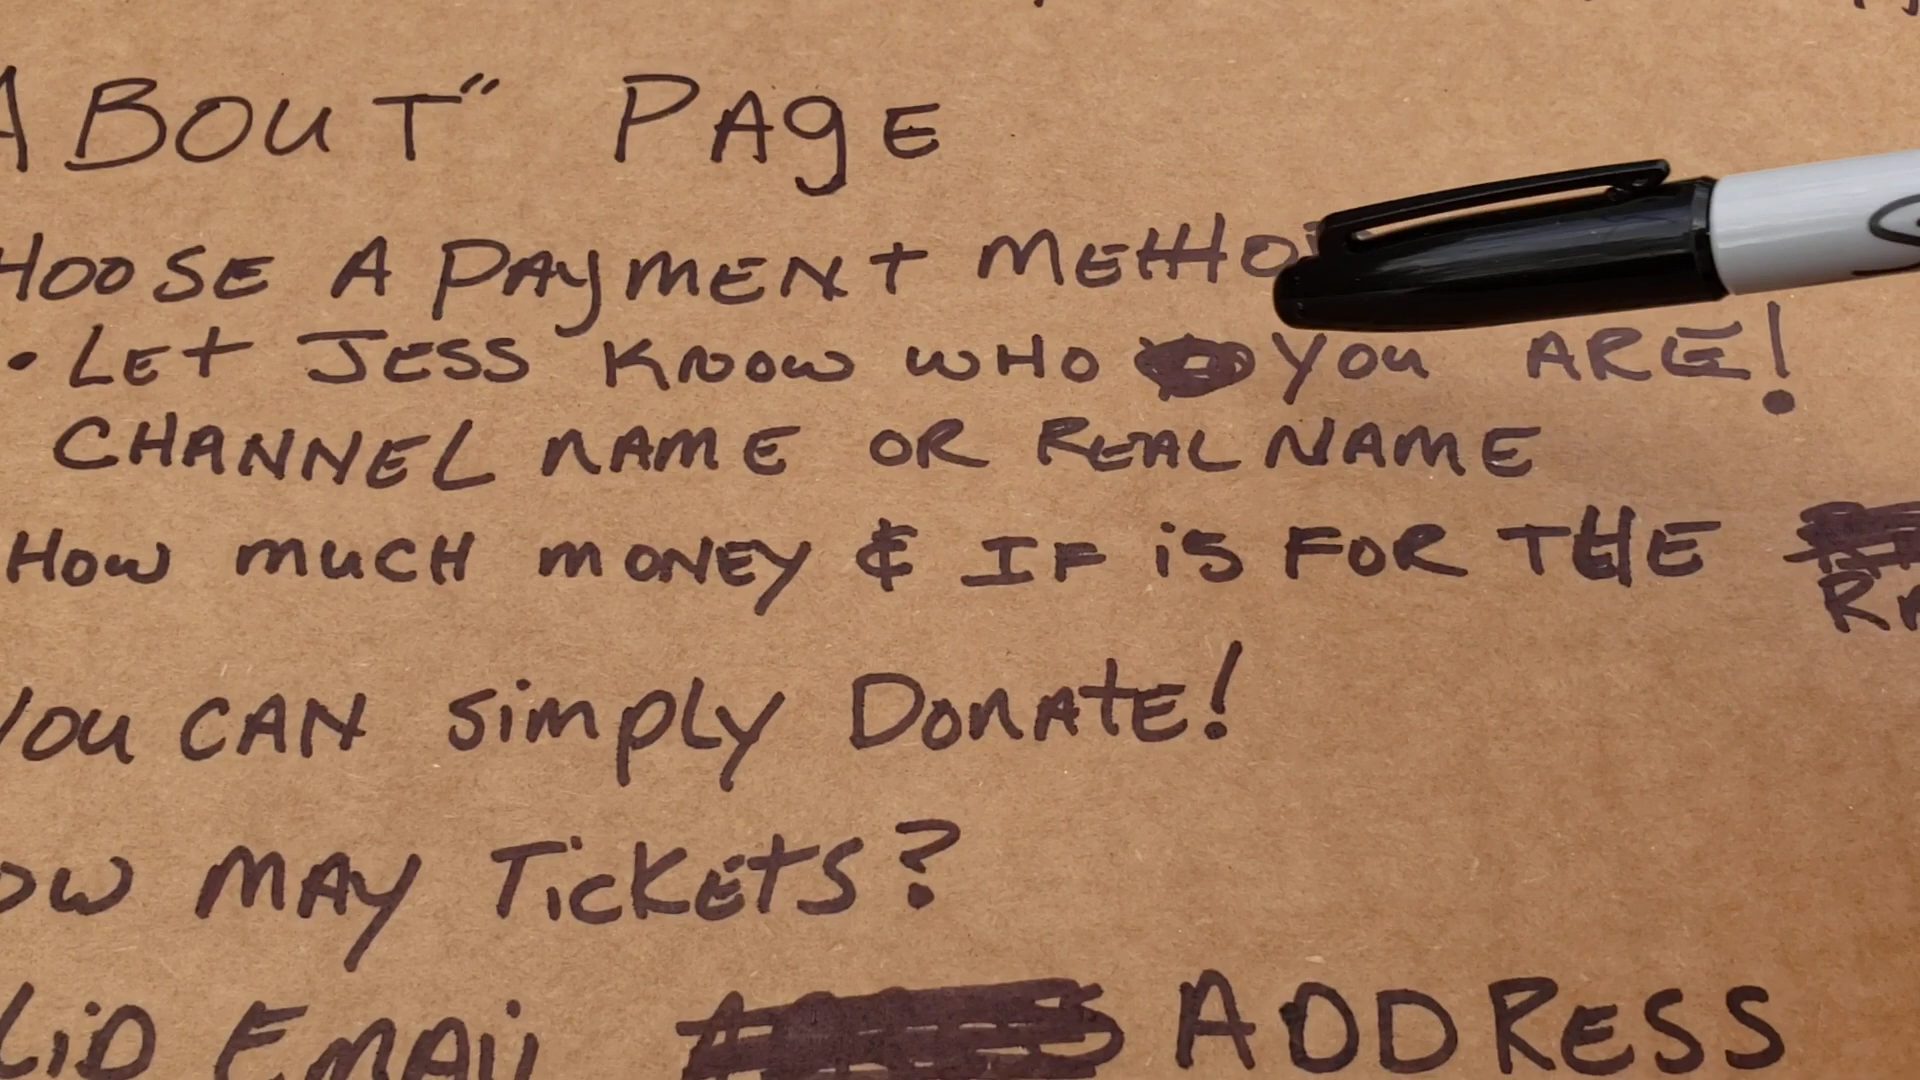 ABOUT" PAgE
HOOSE A PAYMENT METHO
• LET JESS KNOW WHO YOU ARE!
CHANNEL NAME OR REAL NAME
HOW MUCH MONEY & IF iS FOR THE
RA
YOU CAN SimpLy DONATE!
OW MAY TickETS?
LiD EMAil ADDRESS